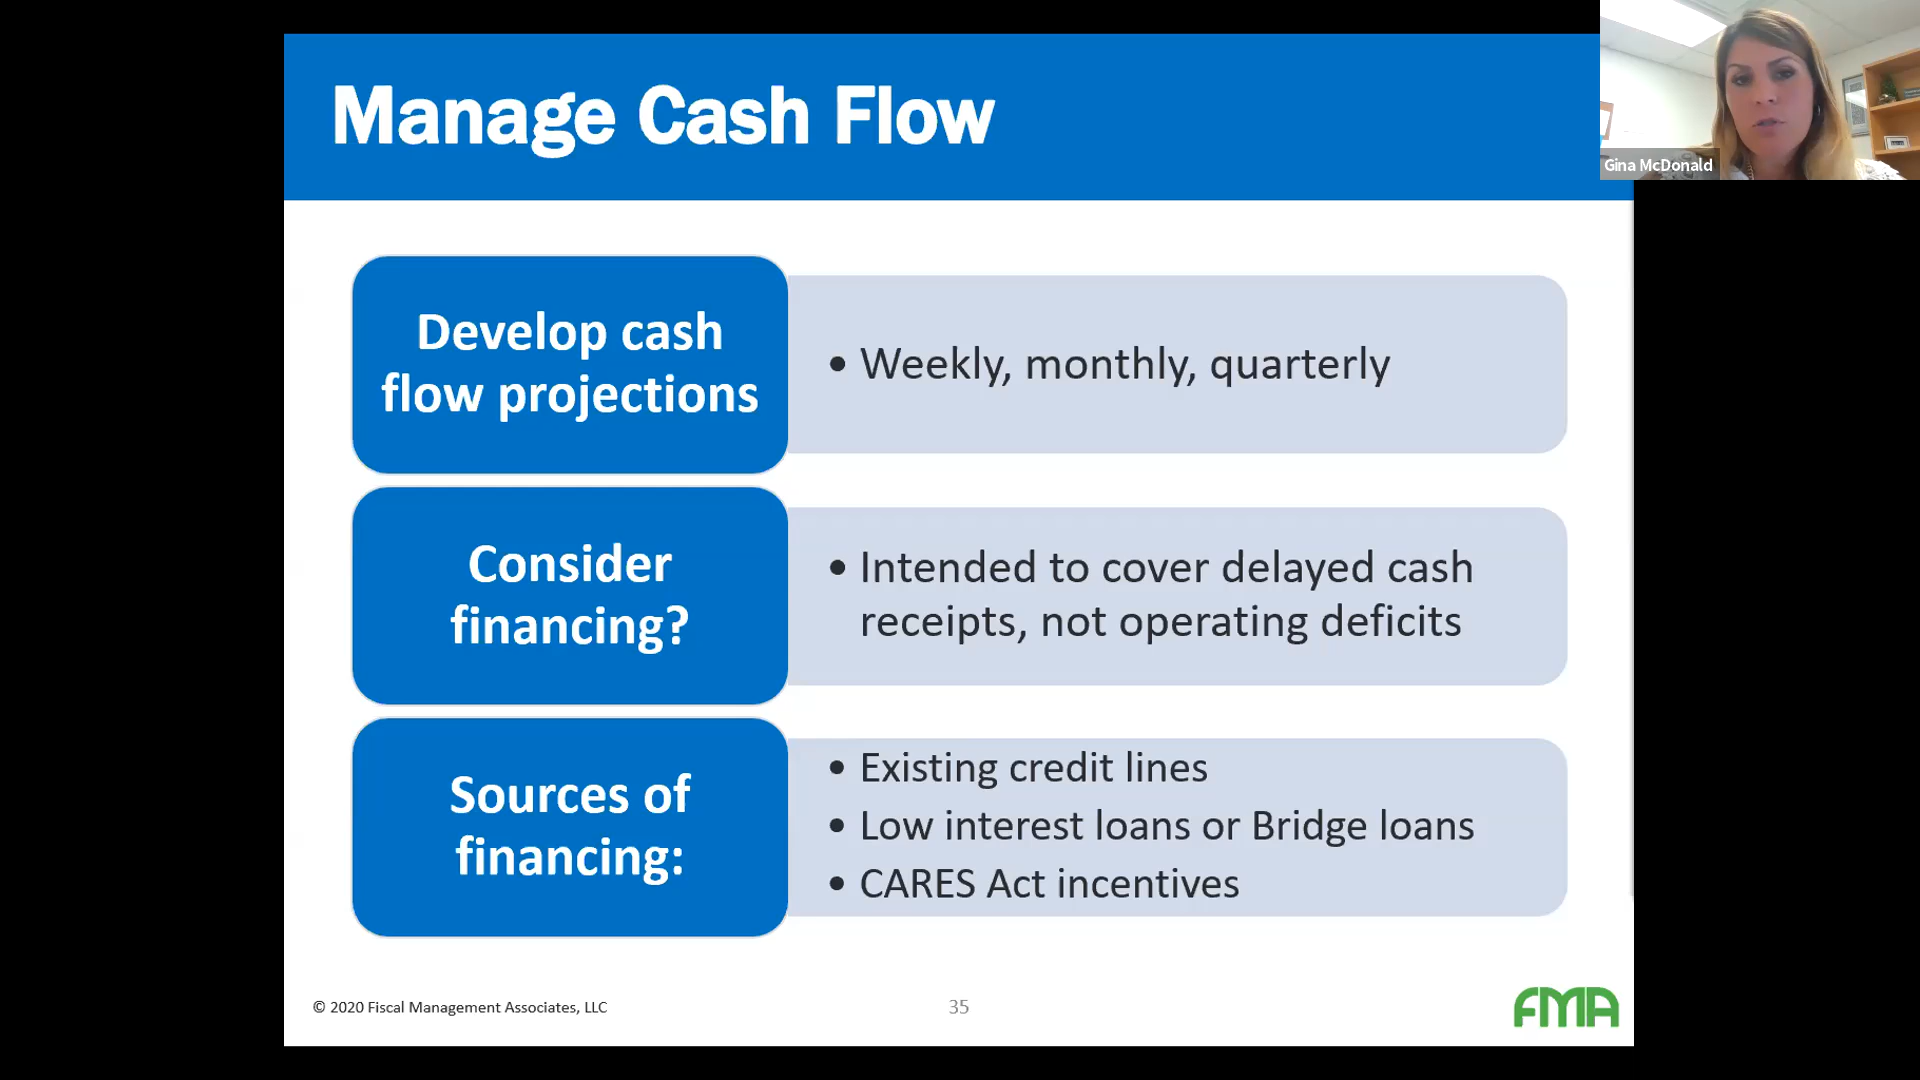 Manage Cash Flow
Gina McDonald
Develop cash
flow projections
• Weekly, monthly, quarterly
Consider
financing?
• Intended to cover delayed cash
receipts, not operating deficits
Sources of
financing:
• Existing credit lines
• Low interest loans or Bridge loans
• CARES Act incentives
© 2020 Fiscal Management Associates, LLC
35
FMA